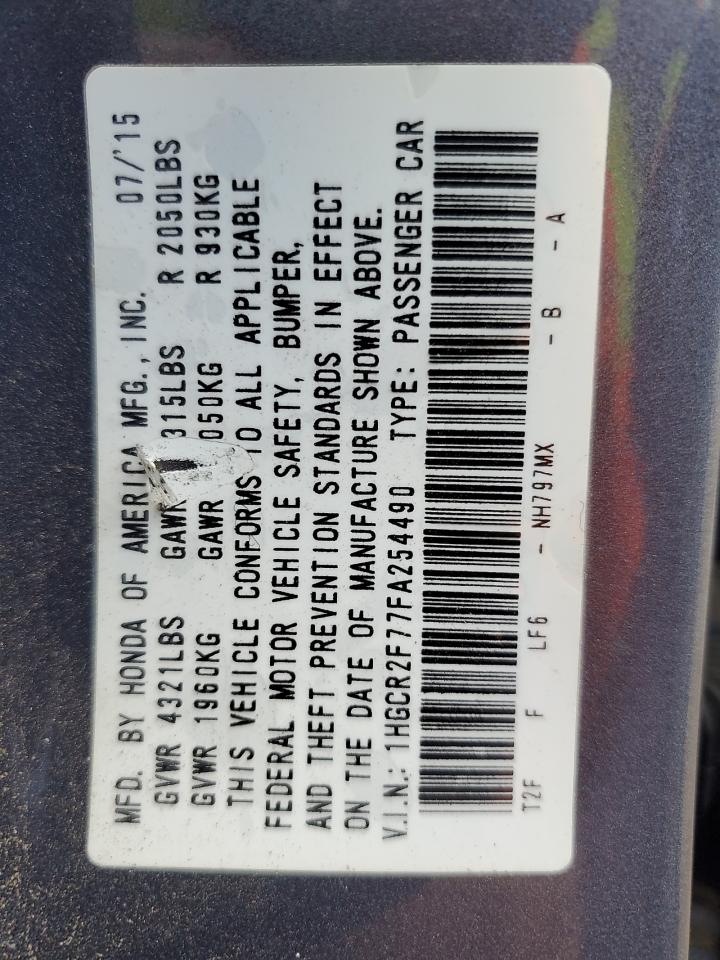 MFD. BY HONDA OF AMERICA MFG., INC. 07/'15
GVWR 4321LBS GAWR 315LBS R 2050LBS
GVWR 1960KG GAWR 050KG R 930KG
THIS VEHICLE CONFORMS TO ALL APPLICABLE
FEDERAL MOTOR VEHICLE SAFETY, BUMPER,
AND THEFT PREVENTION STANDARDS IN EFFECT
ON THE DATE OF MANUFACTURE SHOWN ABOVE.
V.I.N.: 1HGCR2F77FA254490 TYPE: PASSENGER CAR
T2F F LF6 - NH797MX - B - A